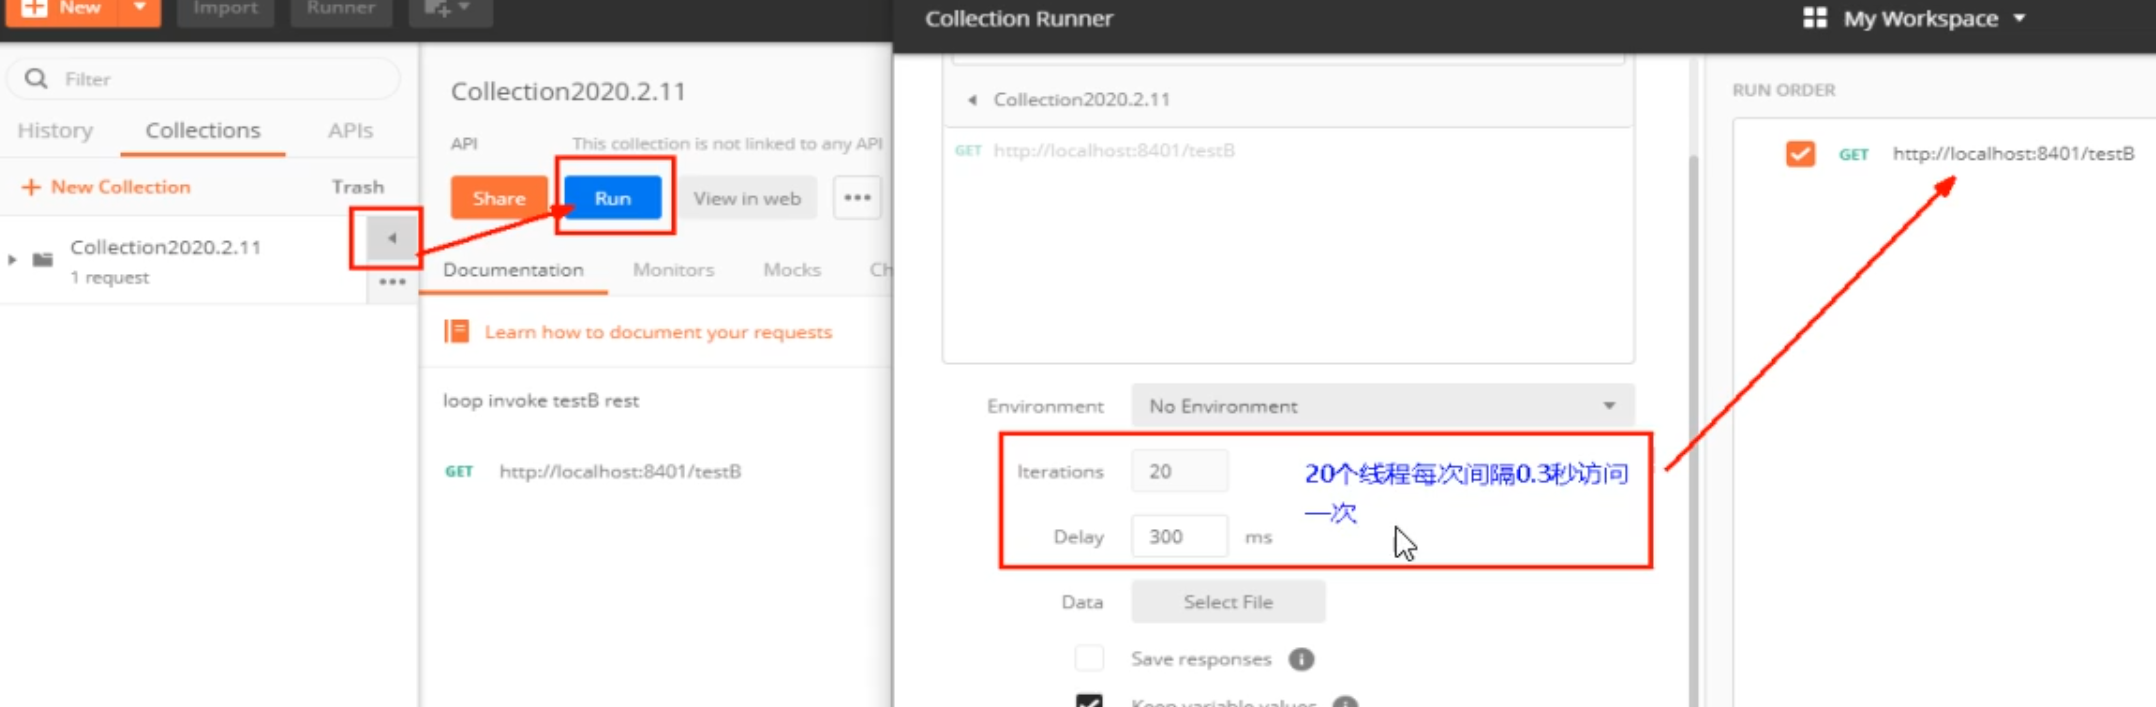 New
Import
Runner
Filter
History
Collections
APIs
New Collection
Trash
Collection2020.2.11
1 request
Collection2020.2.11
API
This collection is not linked to any API
Share
Run
View in web
Documentation
Monitors
Mocks
Ch
Learn how to document your requests
loop invoke testB rest
GET http://localhost:8401/testB
Collection Runner
My Workspace
Collection2020.2.11
GET http://localhost:8401/testB
Environment
No Environment
Iterations
20
Delay
300
ms
20个线程每次间隔0.3秒访问
一次
Data
Select File
Save responses
Keep variable values
RUN ORDER
GET http://localhost:8401/testB